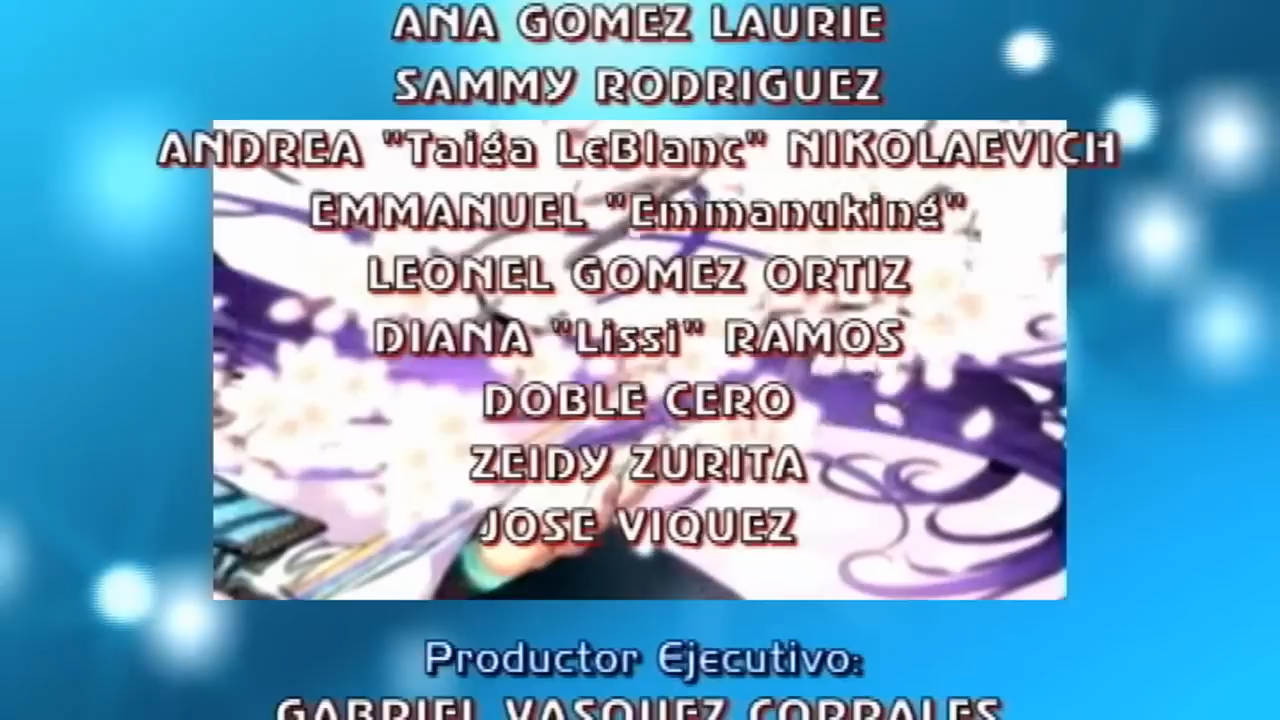 ANA GOMEZ LAURIE
SAMMY RODRIGUEZ
ANDREA "Taiga LeBlanc" NIKOLAEVICH
EMMANUEL "Emmanuking"
LEONEL GOMEZ ORTIZ
DIANA "Lissi" RAMOS
DOBLE CERO
ZEIDY ZURITA
JOSE VIQUEZ
Productor Ejecutivo:
GABRIEL VASQUEZ CORRALES